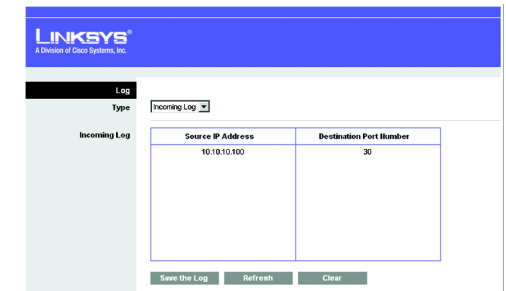 LINKSYS®
A Division of Cisco Systems, Inc.
Log
Type
Incoming Log
Incoming Log
Source IP Address
Destination Port Number
10.10.10.100
30
Save the Log
Refresh
Clear